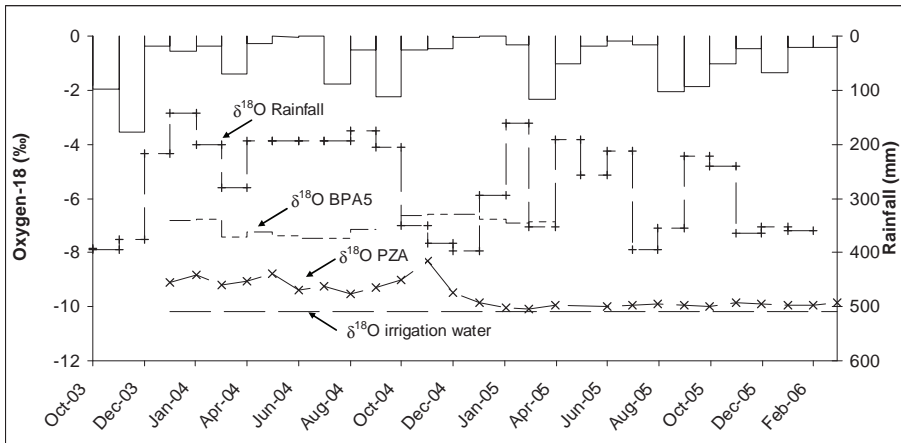 Oxygen-18 (‰)
0
-2
-4
-6
-8
-10
-12
δ¹⁸O Rainfall
δ¹⁸O BPA5
δ¹⁸O PZA
δ¹⁸O irrigation water
0
100
200
300
400
500
600
Rainfall (mm)
Oct-03
Dec-03
Jan-04
Apr-04
Jun-04
Aug-04
Oct-04
Dec-04
Jan-05
Apr-05
Jun-05
Aug-05
Oct-05
Dec-05
Feb-06